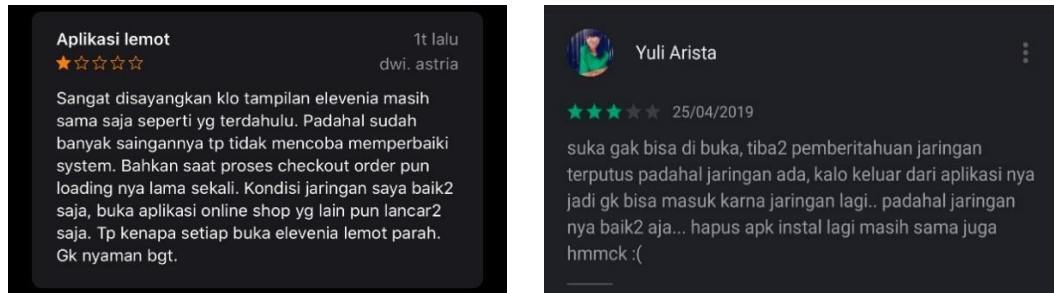 Aplikasi lemot
1t lalu
dwi. astria
Sangat disayangkan klo tampilan elevenia masih
sama saja seperti yg terdahulu. Padahal sudah
banyak saingannya tp tidak mencoba memperbaiki
system. Bahkan saat proses checkout order pun
loading nya lama sekali. Kondisi jaringan saya baik2
saja, buka aplikasi online shop yg lain pun lancar2
saja. Tp kenapa setiap buka elevenia lemot parah.
Gk nyaman bgt.
Yuli Arista
25/04/2019
suka gak bisa di buka, tiba2 pemberitahuan jaringan
terputus padahal jaringan ada, kalo keluar dari aplikasi nya
jadi gk bisa masuk karna jaringan lagi.. padahal jaringan
nya baik2 aja... hapus apk instal lagi masih sama juga
hmmck :(